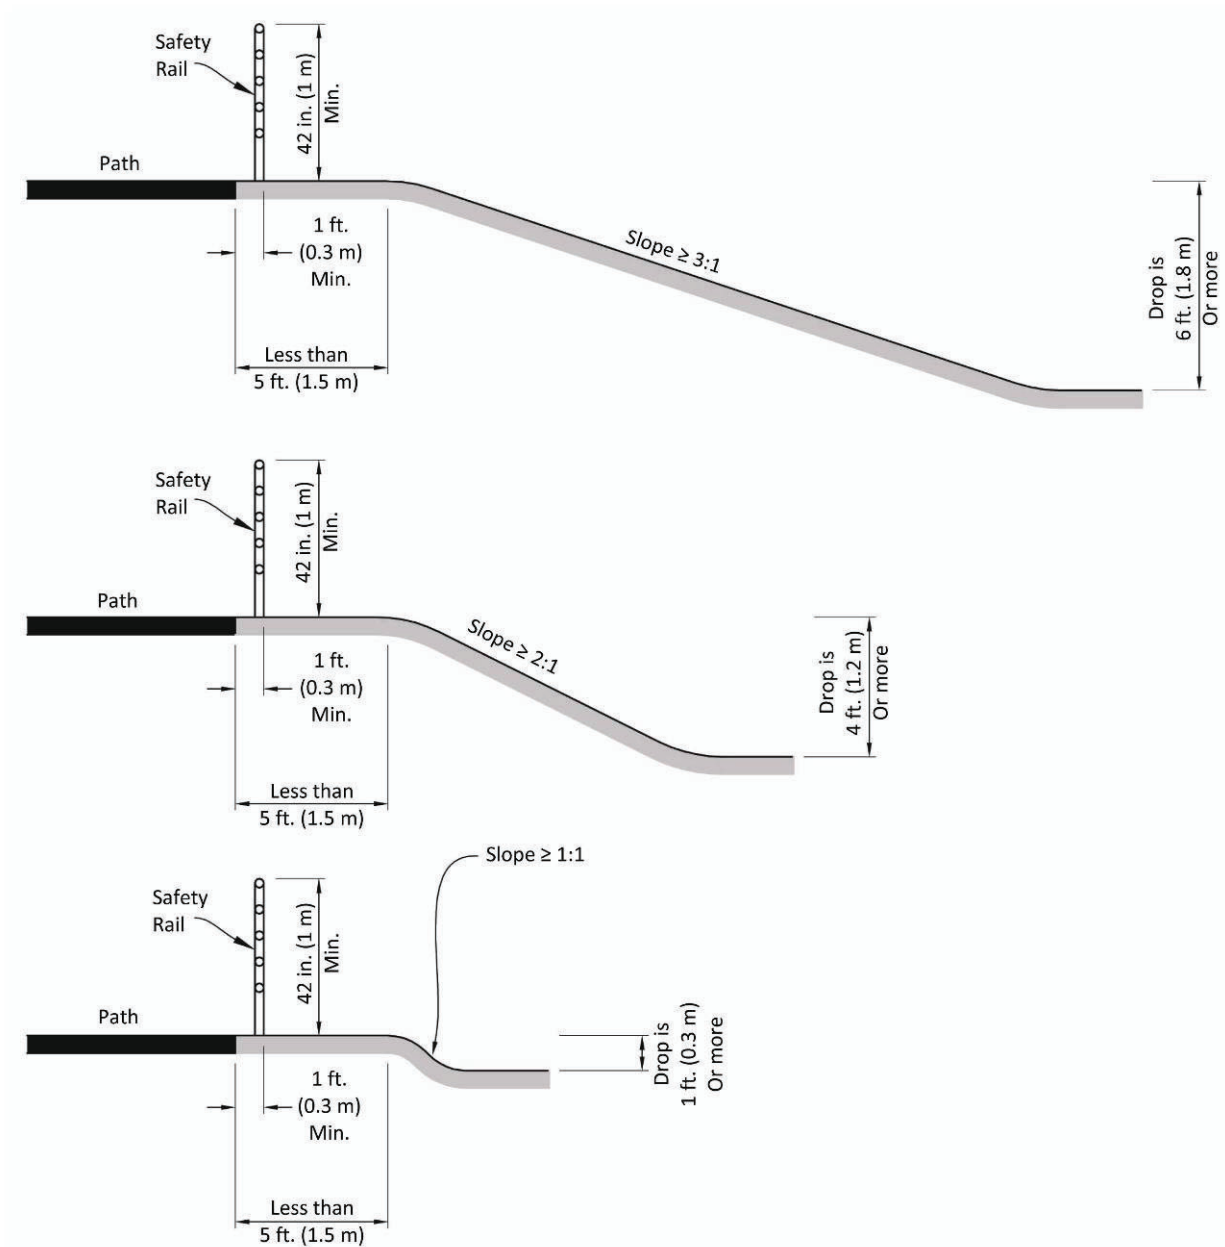 Safety
Rail
42 in. (1 m)
Min.
Path
1 ft.
(0.3 m)
Min.
Slope ≥ 3:1
Drop is
6 ft. (1.8 m)
Or more
Less than
5 ft. (1.5 m)
Safety
Rail
42 in. (1 m)
Min.
Path
1 ft.
(0.3 m)
Min.
Slope ≥ 2:1
Drop is
4 ft. (1.2 m)
Or more
Less than
5 ft. (1.5 m)
Slope ≥ 1:1
Safety
Rail
42 in. (1 m)
Min.
Path
1 ft.
(0.3 m)
Min.
Drop is
1 ft. (0.3 m)
Or more
Less than
5 ft. (1.5 m)